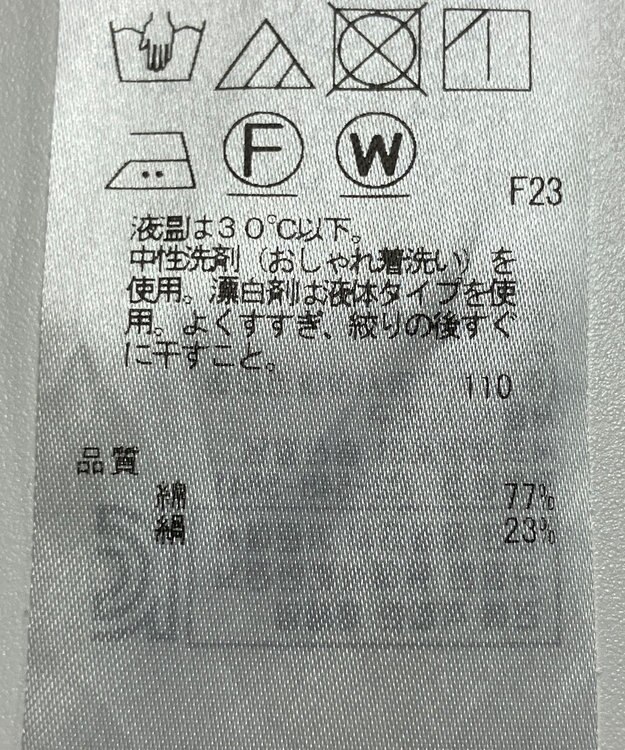 F
W
F23
液温は30℃以下。
中性洗剤（おしゃれ着洗い）を
使用。漂白剤は液体タイプを使
用。よくすすぎ、絞りの後すぐ
に干すこと。
110
品質
綿 77%
絹 23%